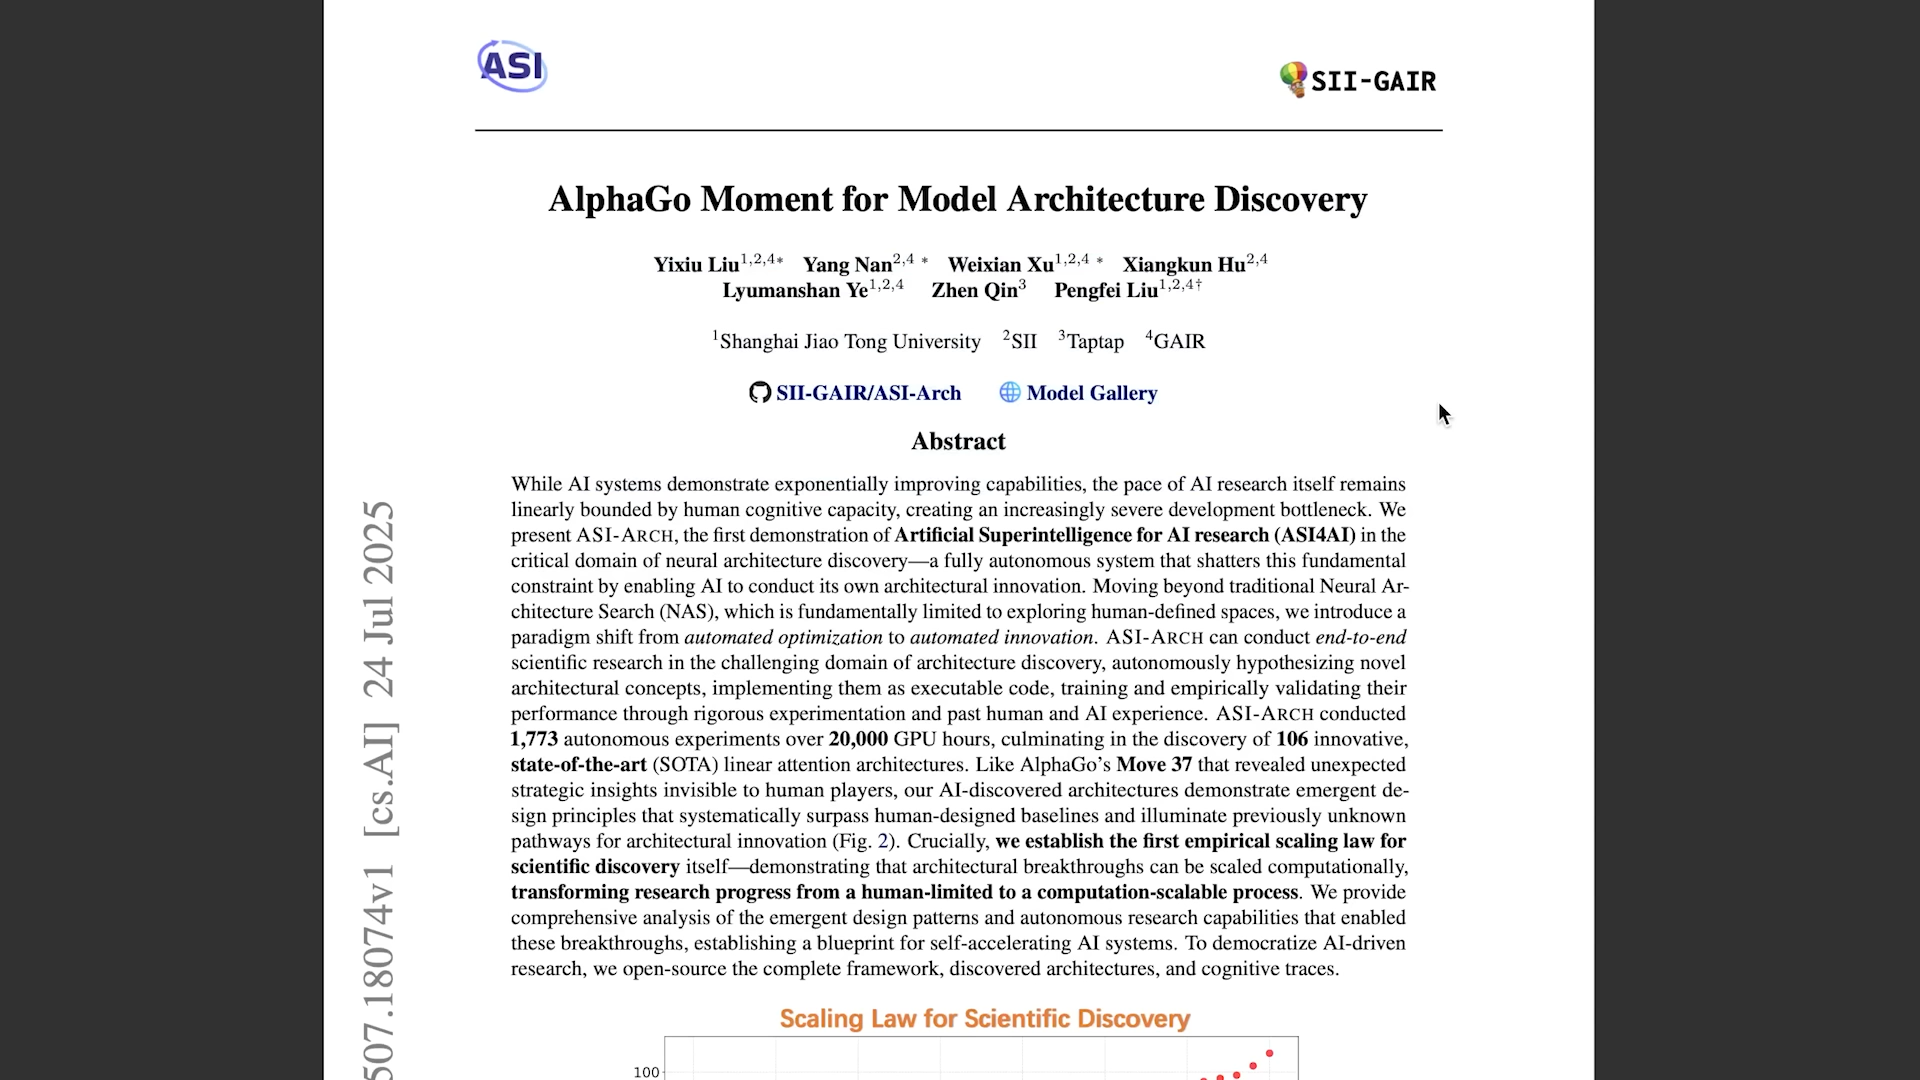 ASI
SII-GAIR
AlphaGo Moment for Model Architecture Discovery
Yixiu Liu1,2,4* Yang Nan2,4 * Weixian Xu1,2,4 * Xiangkun Hu2,4
Lyumanshan Ye1,2,4 Zhen Qin3 Pengfei Liu1,2,4†
1Shanghai Jiao Tong University 2SII 3Taptap 4GAIR
SII-GAIR/ASI-Arch Model Gallery
Abstract
While AI systems demonstrate exponentially improving capabilities, the pace of AI research itself remains
linearly bounded by human cognitive capacity, creating an increasingly severe development bottleneck. We
present ASI-ARCH, the first demonstration of Artificial Superintelligence for AI research (ASI4AI) in the
critical domain of neural architecture discovery—a fully autonomous system that shatters this fundamental
constraint by enabling AI to conduct its own architectural innovation. Moving beyond traditional Neural Ar-
chitecture Search (NAS), which is fundamentally limited to exploring human-defined spaces, we introduce a
paradigm shift from automated optimization to automated innovation. ASI-ARCH can conduct end-to-end
scientific research in the challenging domain of architecture discovery, autonomously hypothesizing novel
architectural concepts, implementing them as executable code, training and empirically validating their
performance through rigorous experimentation and past human and AI experience. ASI-ARCH conducted
1,773 autonomous experiments over 20,000 GPU hours, culminating in the discovery of 106 innovative,
state-of-the-art (SOTA) linear attention architectures. Like AlphaGo's Move 37 that revealed unexpected
strategic insights invisible to human players, our AI-discovered architectures demonstrate emergent de-
sign principles that systematically surpass human-designed baselines and illuminate previously unknown
pathways for architectural innovation (Fig. 2). Crucially, we establish the first empirical scaling law for
scientific discovery itself—demonstrating that architectural breakthroughs can be scaled computationally,
transforming research progress from a human-limited to a computation-scalable process. We provide
comprehensive analysis of the emergent design patterns and autonomous research capabilities that enabled
these breakthroughs, establishing a blueprint for self-accelerating AI systems. To democratize AI-driven
research, we open-source the complete framework, discovered architectures, and cognitive traces.
Scaling Law for Scientific Discovery
100
507.18074v1 [cs.AI] 24 Jul 2025